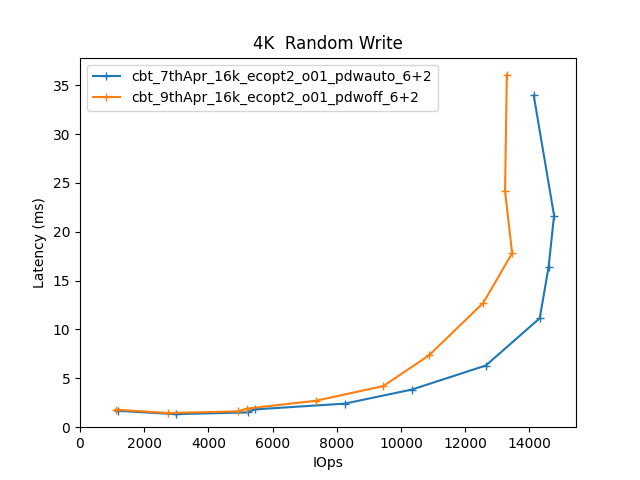 4K  Random Write
cbt_7thApr_16k_ecopt2_o01_pdwauto_6+2
cbt_9thApr_16k_ecopt2_o01_pdwoff_6+2
Latency (ms)
35
30
25
20
15
10
5
0
0 2000 4000 6000 8000 10000 12000 14000
IOps